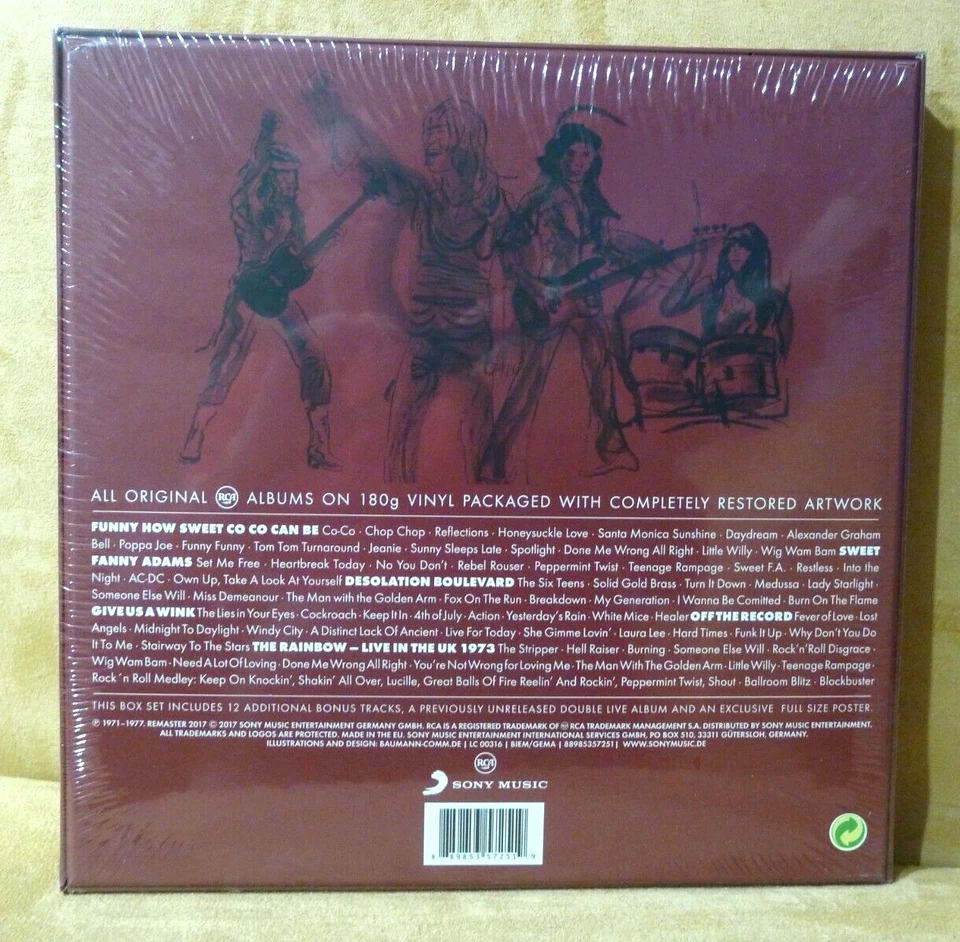 ALL ORIGINAL RCA ALBUMS ON 180g VINYL PACKAGED WITH COMPLETELY RESTORED ARTWORK
FUNNY HOW SWEET CO CO CAN BE Co-Co · Chop Chop · Reflections · Honeysuckle Love · Santa Monica Sunshine · Daydream · Alexander Graham
Bell · Poppa Joe · Funny Funny · Tom Tom Turnaround · Jeanie · Sunny Sleeps Late · Spotlight · Done Me Wrong All Right · Little Willy · Wig Wam Bam SWEET
FANNY ADAMS Set Me Free · Heartbreak Today · No You Don't · Rebel Rouser · Peppermint Twist · Teenage Rampage · Sweet F.A. · Restless · Into the
Night · AC-DC · Own Up, Take A Look At Yourself DESOLATION BOULEVARD The Six Teens · Solid Gold Brass · Turn It Down · Medussa · Lady Starlight ·
Someone Else Will · Miss Demeanour · The Man with the Golden Arm · Fox On The Run · Breakdown · My Generation · I Wanna Be Comitted · Burn On The Flame
GIVE US A WINK The Lies in Your Eyes · Cockroach · Keep It In · 4th of July · Action · Yesterday's Rain · White Mice · Healer OFF THE RECORD Fever of Love · Lost
Angels · Midnight To Daylight · Windy City · A Distinct Lack Of Ancient · Live For Today · She Gimme Lovin' · Laura Lee · Hard Times · Funk It Up · Why Don't You Do
It To Me · Stairway To The Stars THE RAINBOW – LIVE IN THE UK 1973 The Stripper · Hell Raiser · Burning · Someone Else Will · Rock'n'Roll Disgrace ·
Wig Wam Bam · Need A Lot Of Loving · Done Me Wrong All Right · You're Not Wrong for Loving Me · The Man With The Golden Arm · Little Willy · Teenage Rampage ·
Rock´n Roll Medley: Keep On Knockin', Shakin' All Over, Lucille, Great Balls Of Fire Reelin' And Rockin', Peppermint Twist, Shout · Ballroom Blitz · Blockbuster
THIS BOX SET INCLUDES 12 ADDITIONAL BONUS TRACKS, A PREVIOUSLY UNRELEASED DOUBLE LIVE ALBUM AND AN EXCLUSIVE FULL SIZE POSTER.
℗ 1971–1977. REMASTER 2017 © 2017 SONY MUSIC ENTERTAINMENT GERMANY GMBH. RCA IS A REGISTERED TRADEMARK OF RCA TRADEMARK MANAGEMENT S.A. DISTRIBUTED BY SONY MUSIC ENTERTAINMENT.
ALL TRADEMARKS AND LOGOS ARE PROTECTED. MADE IN THE EU. SONY MUSIC ENTERTAINMENT INTERNATIONAL SERVICES GMBH, PO BOX 510, 33311 GÜTERSLOH, GERMANY.
ILLUSTRATIONS AND DESIGN: BAUMANN-COMM.DE | LC 00316 | BIEM/GEMA | 88985357251 | WWW.SONYMUSIC.DE
RCA
SONY MUSIC
8 89853 57251 9